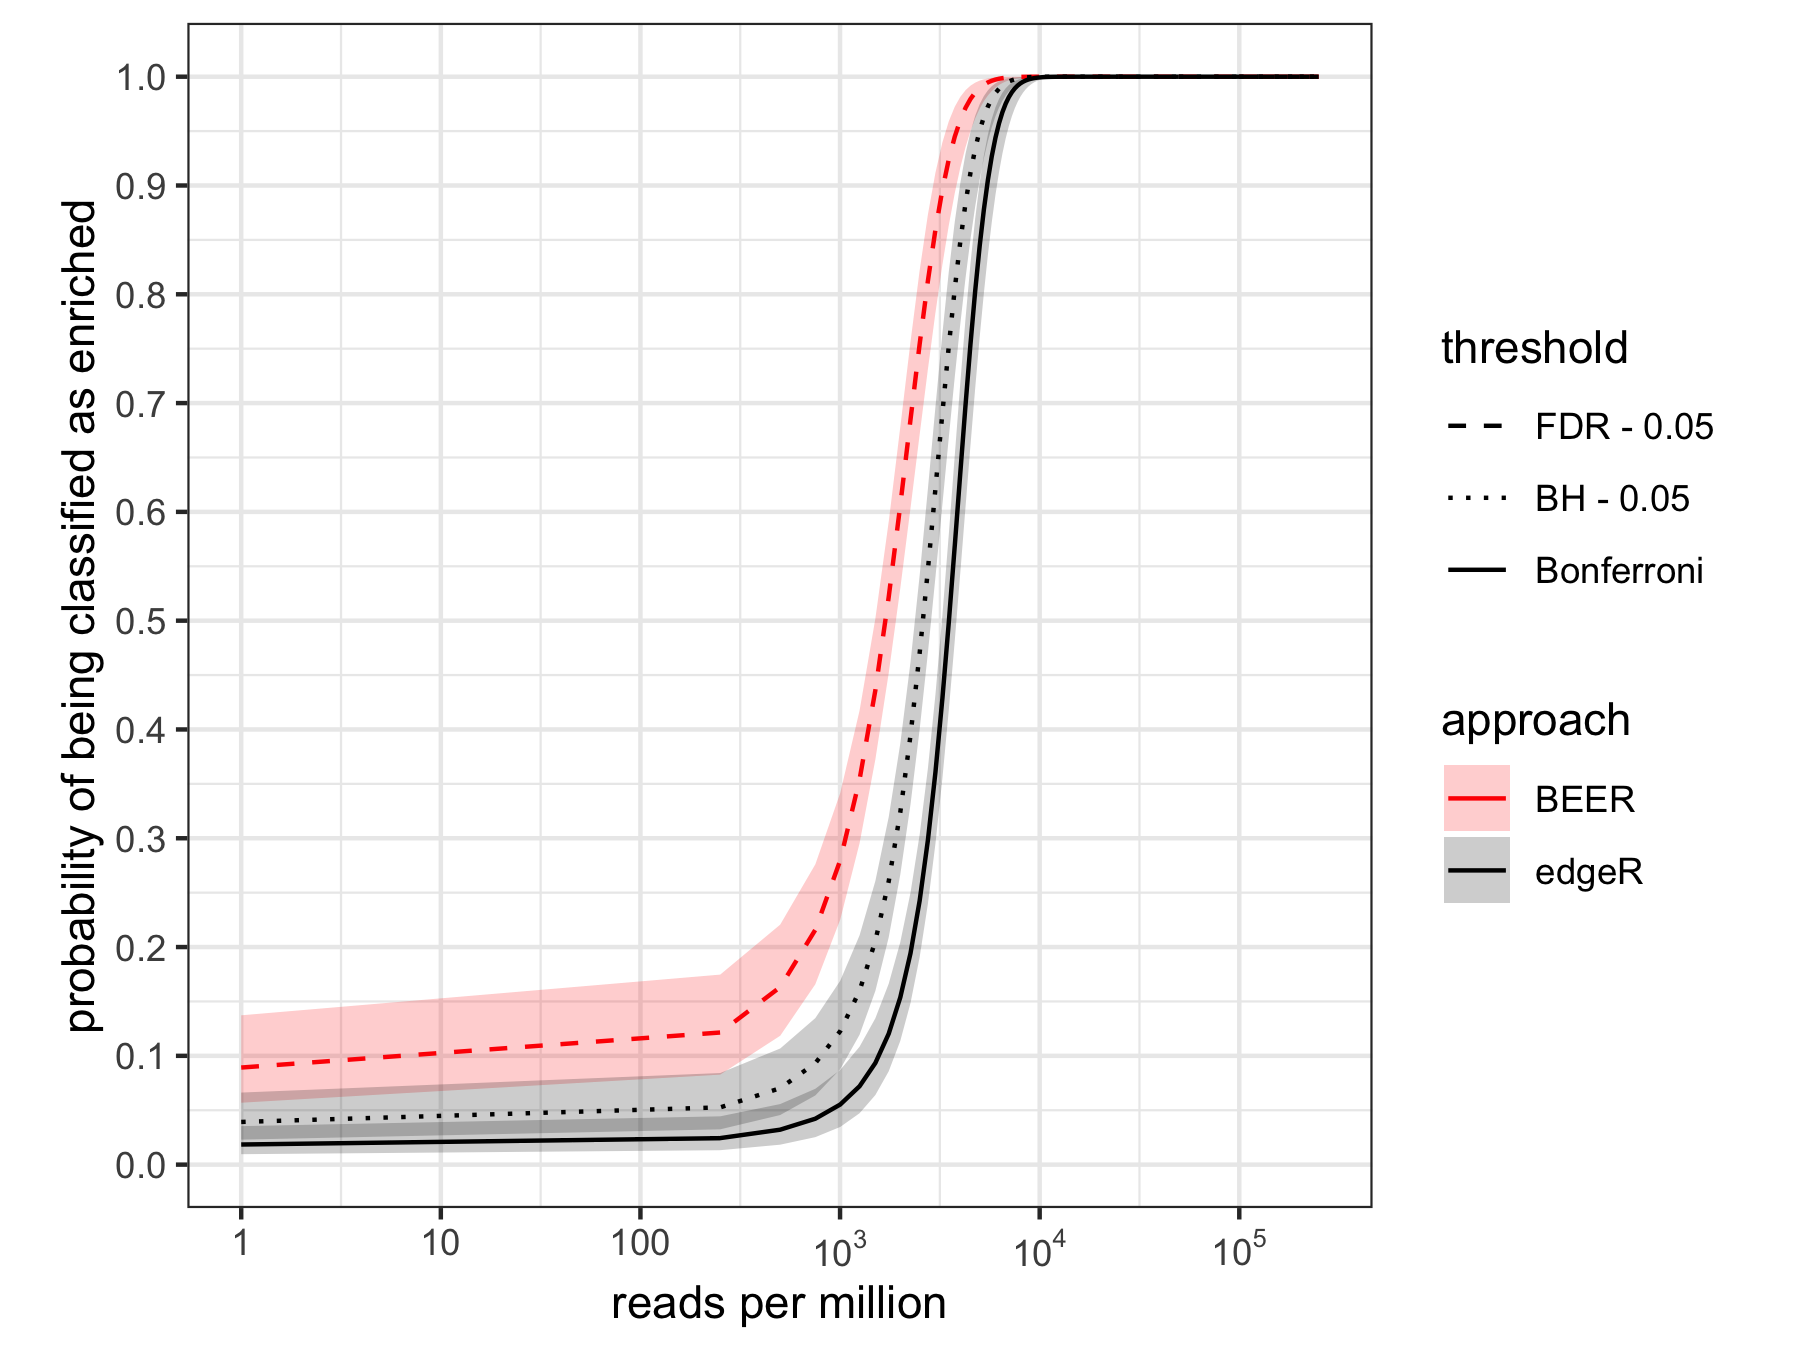 probability of being classified as enriched
1.0
0.9
0.8
0.7
0.6
0.5
0.4
0.3
0.2
0.1
0.0
1 10 100 10³ 10⁴ 10⁵
reads per million
threshold
FDR - 0.05
BH - 0.05
Bonferroni
approach
BEER
edgeR